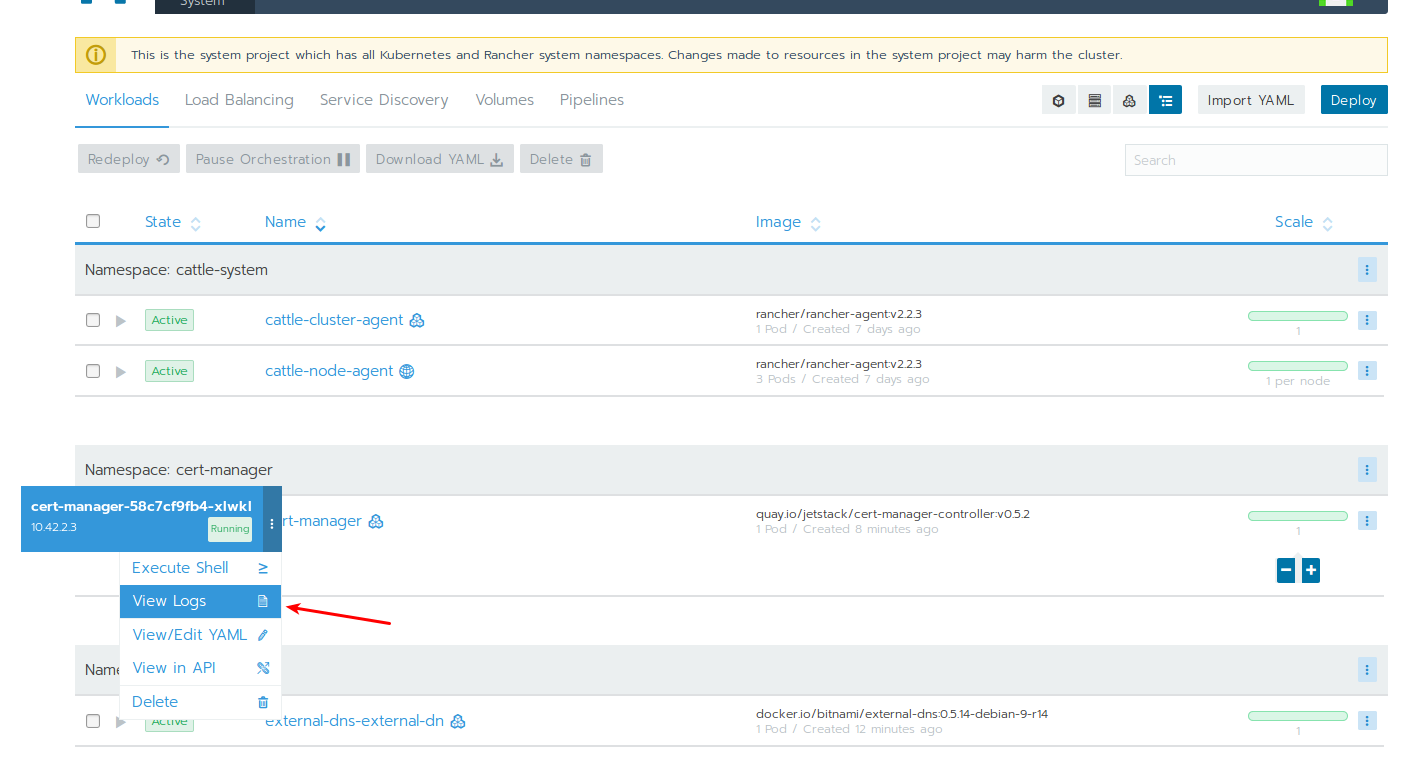 System
This is the system project which has all Kubernetes and Rancher system namespaces. Changes made to resources in the system project may harm the cluster.
Workloads Load Balancing Service Discovery Volumes Pipelines Import YAML Deploy
Redeploy Pause Orchestration Download YAML Delete Search
State Name Image Scale
Namespace: cattle-system
Active cattle-cluster-agent rancher/rancher-agent:v2.2.3
1 Pod / Created 7 days ago 1
Active cattle-node-agent rancher/rancher-agent:v2.2.3
3 Pods / Created 7 days ago 1 per node
Namespace: cert-manager
cert-manager-58c7cf9fb4-xlwkl
10.42.2.3 Running
rt-manager quay.io/jetstack/cert-manager-controller:v0.5.2
1 Pod / Created 8 minutes ago 1
Execute Shell
View Logs
View/Edit YAML
View in API
Delete
Name
Active external-dns-external-dn docker.io/bitnami/external-dns:0.5.14-debian-9-r14
1 Pod / Created 12 minutes ago 1